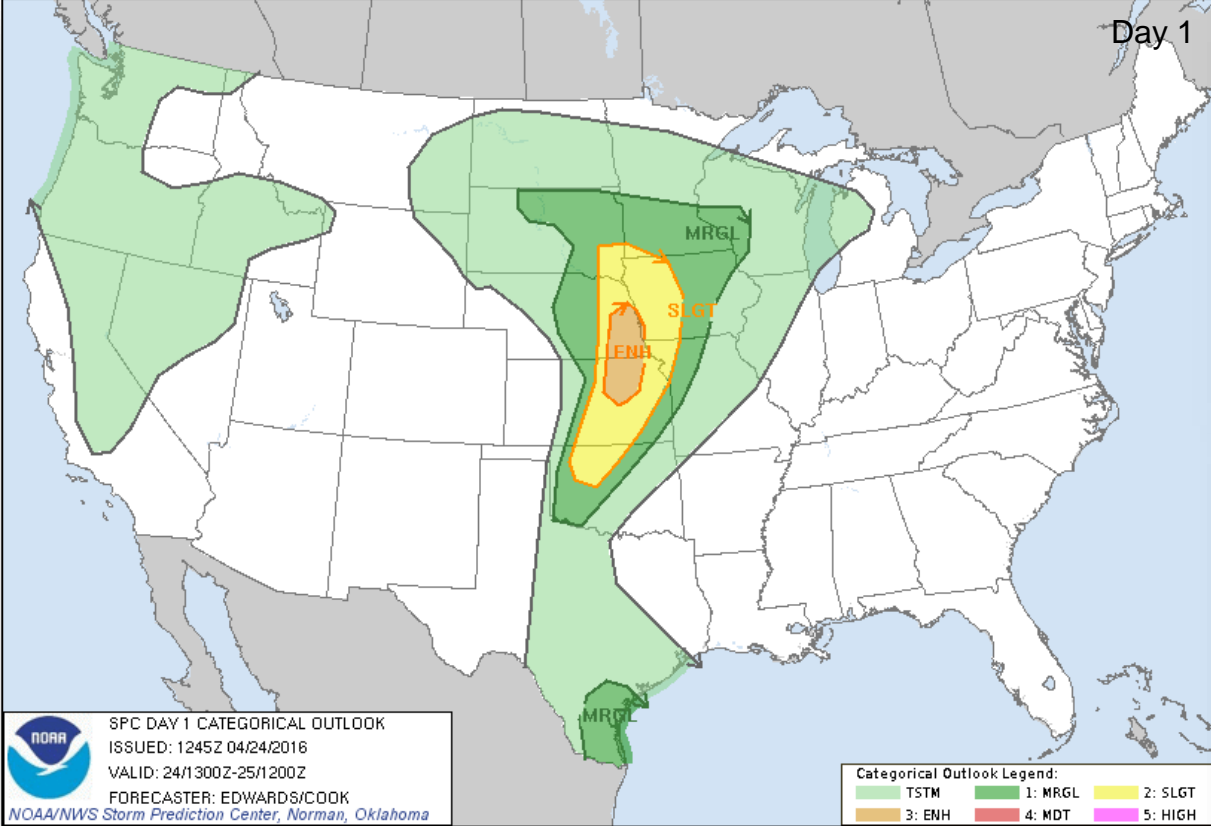 Day 1
MRGL
SLGT
ENH
MRGL
NOAA
SPC DAY 1 CATEGORICAL OUTLOOK
ISSUED: 1245Z 04/24/2016
VALID: 24/1300Z-25/1200Z
FORECASTER: EDWARDS/COOK
NOAA/NWS Storm Prediction Center, Norman, Oklahoma
Categorical Outlook Legend:
TSTM 1: MRGL 2: SLGT
3: ENH 4: MDT 5: HIGH